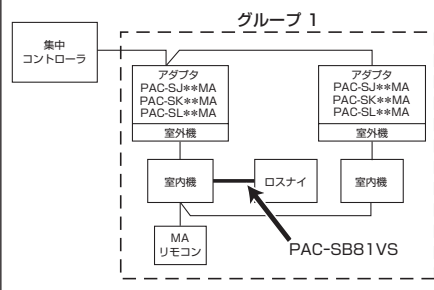 グループ 1
集中
コントローラ
アダプタ
PAC-SJ**MA
PAC-SK**MA
PAC-SL**MA
室外機
アダプタ
PAC-SJ**MA
PAC-SK**MA
PAC-SL**MA
室外機
室内機
ロスナイ
室内機
MA
リモコン
PAC-SB81VS